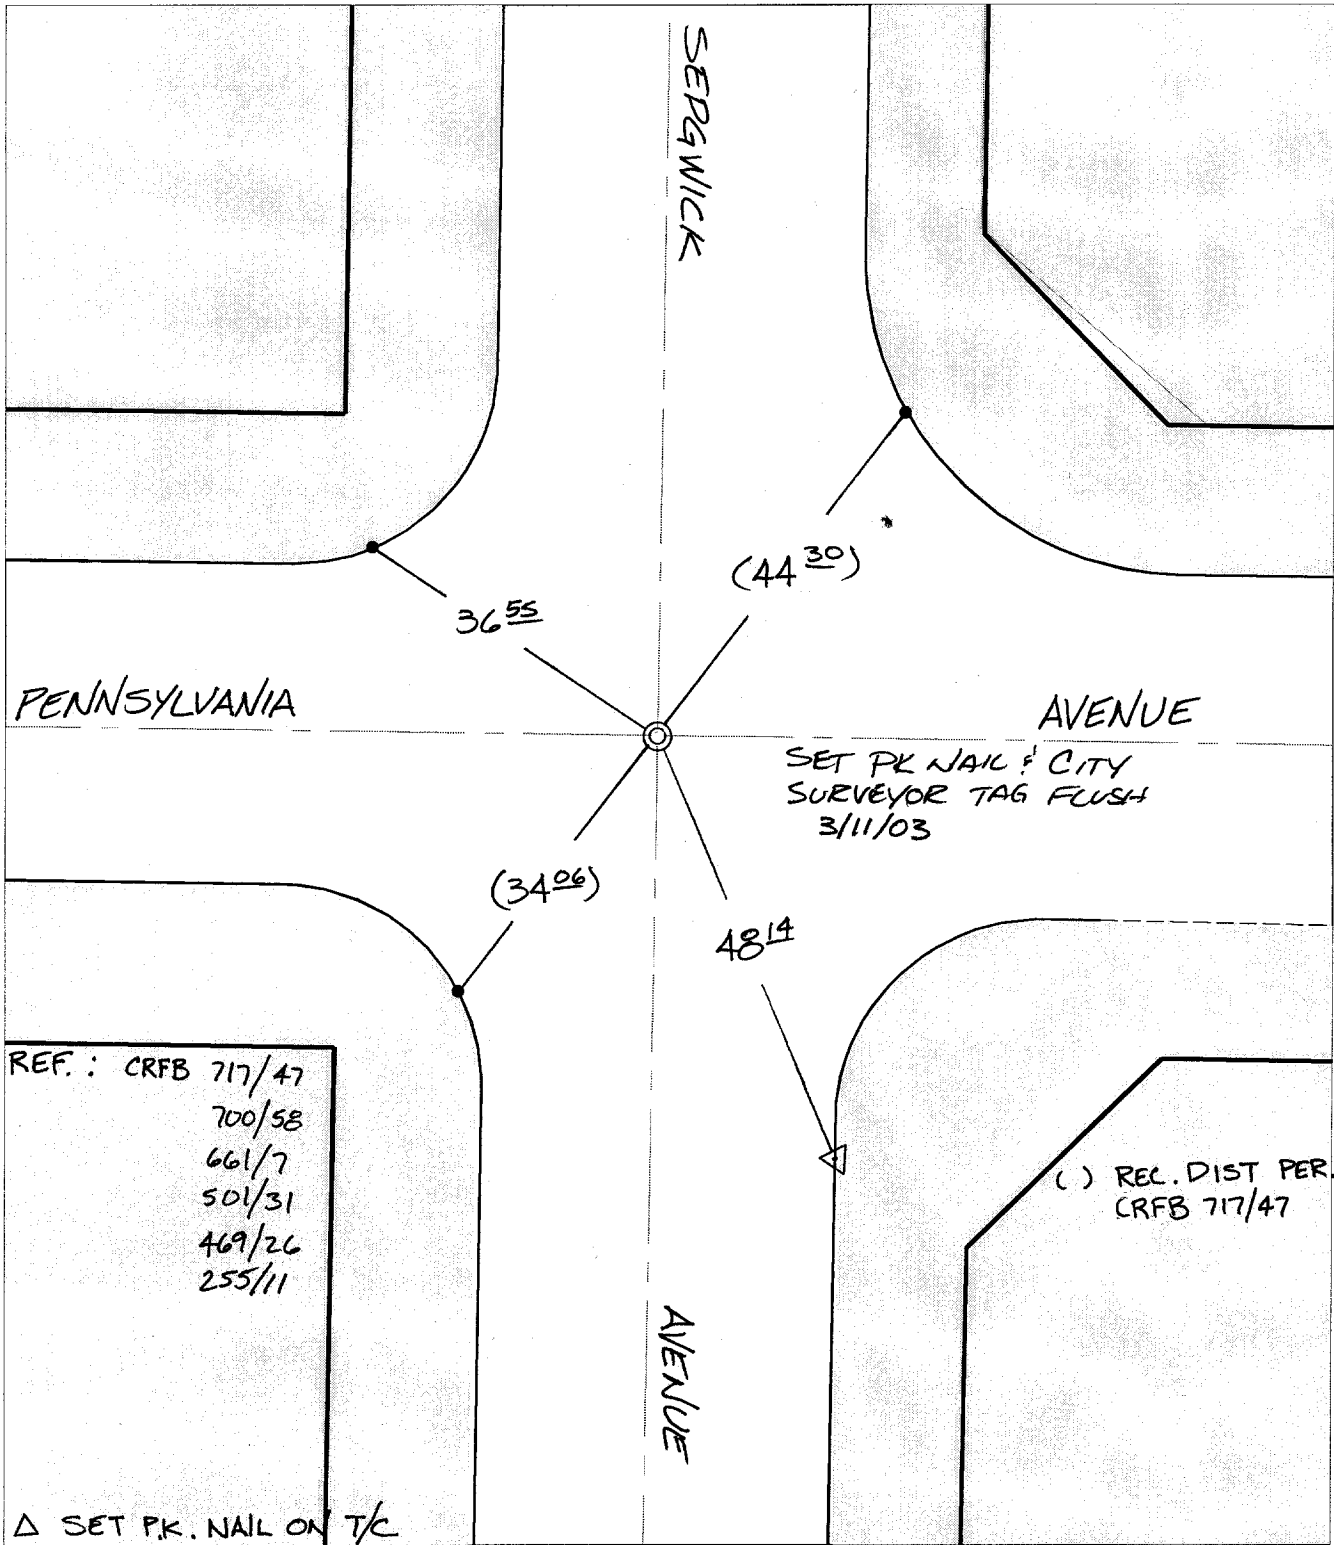 SEPGWICK
(44 30)
36 55
PENNSYLVANIA
AVENUE
SET PK NAIL & CITY
SURVEYOR TAG FLUSH
3/11/03
(34 06)
48 14
REF.: CRFB 717/47
700/58
661/7
501/31
469/26
255/11
( ) REC. DIST PER.
CRFB 717/47
AVENUE
△ SET P.K. NAIL ON T/C